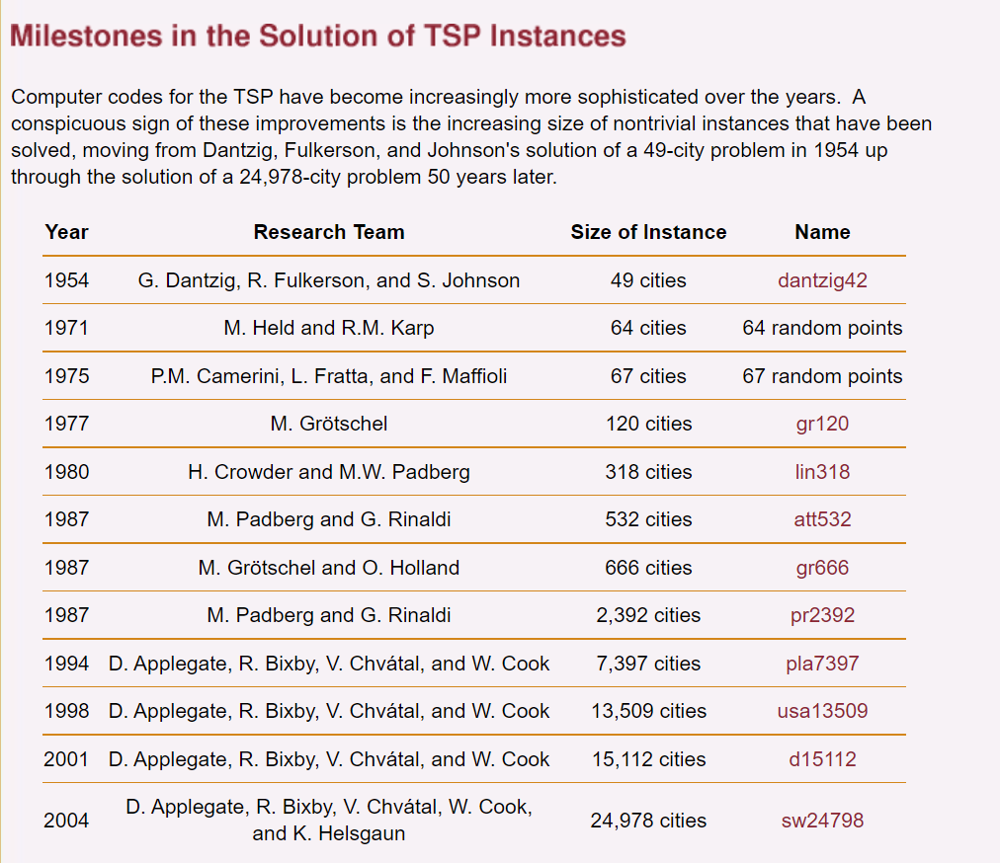 Milestones in the Solution of TSP Instances
Computer codes for the TSP have become increasingly more sophisticated over the years.  A
conspicuous sign of these improvements is the increasing size of nontrivial instances that have been
solved, moving from Dantzig, Fulkerson, and Johnson's solution of a 49-city problem in 1954 up
through the solution of a 24,978-city problem 50 years later.
Year Research Team Size of Instance Name
1954 G. Dantzig, R. Fulkerson, and S. Johnson 49 cities dantzig42
1971 M. Held and R.M. Karp 64 cities 64 random points
1975 P.M. Camerini, L. Fratta, and F. Maffioli 67 cities 67 random points
1977 M. Grötschel 120 cities gr120
1980 H. Crowder and M.W. Padberg 318 cities lin318
1987 M. Padberg and G. Rinaldi 532 cities att532
1987 M. Grötschel and O. Holland 666 cities gr666
1987 M. Padberg and G. Rinaldi 2,392 cities pr2392
1994 D. Applegate, R. Bixby, V. Chvátal, and W. Cook 7,397 cities pla7397
1998 D. Applegate, R. Bixby, V. Chvátal, and W. Cook 13,509 cities usa13509
2001 D. Applegate, R. Bixby, V. Chvátal, and W. Cook 15,112 cities d15112
2004 D. Applegate, R. Bixby, V. Chvátal, W. Cook,
and K. Helsgaun 24,978 cities sw24798